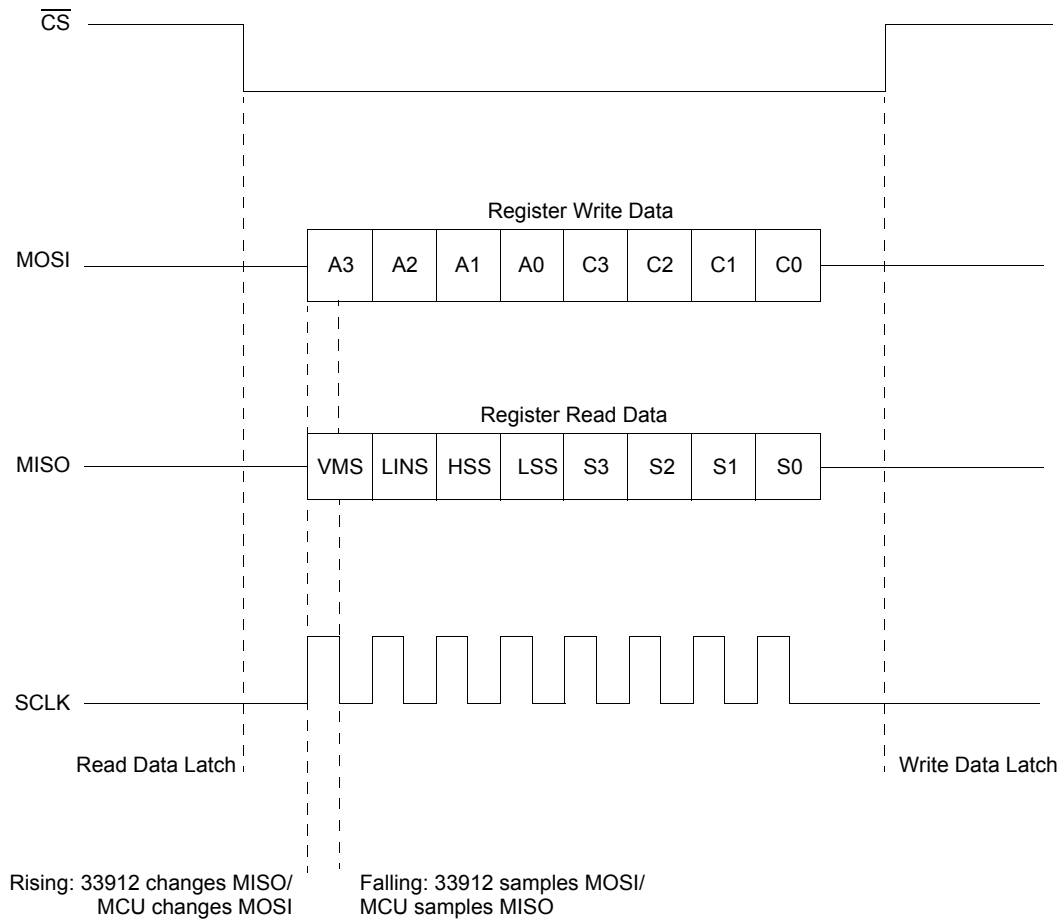 CS
Register Write Data
MOSI
A3 A2 A1 A0 C3 C2 C1 C0
Register Read Data
MISO
VMS LINS HSS LSS S3 S2 S1 S0
SCLK
Read Data Latch
Write Data Latch
Rising: 33912 changes MISO/
MCU changes MOSI
Falling: 33912 samples MOSI/
MCU samples MISO